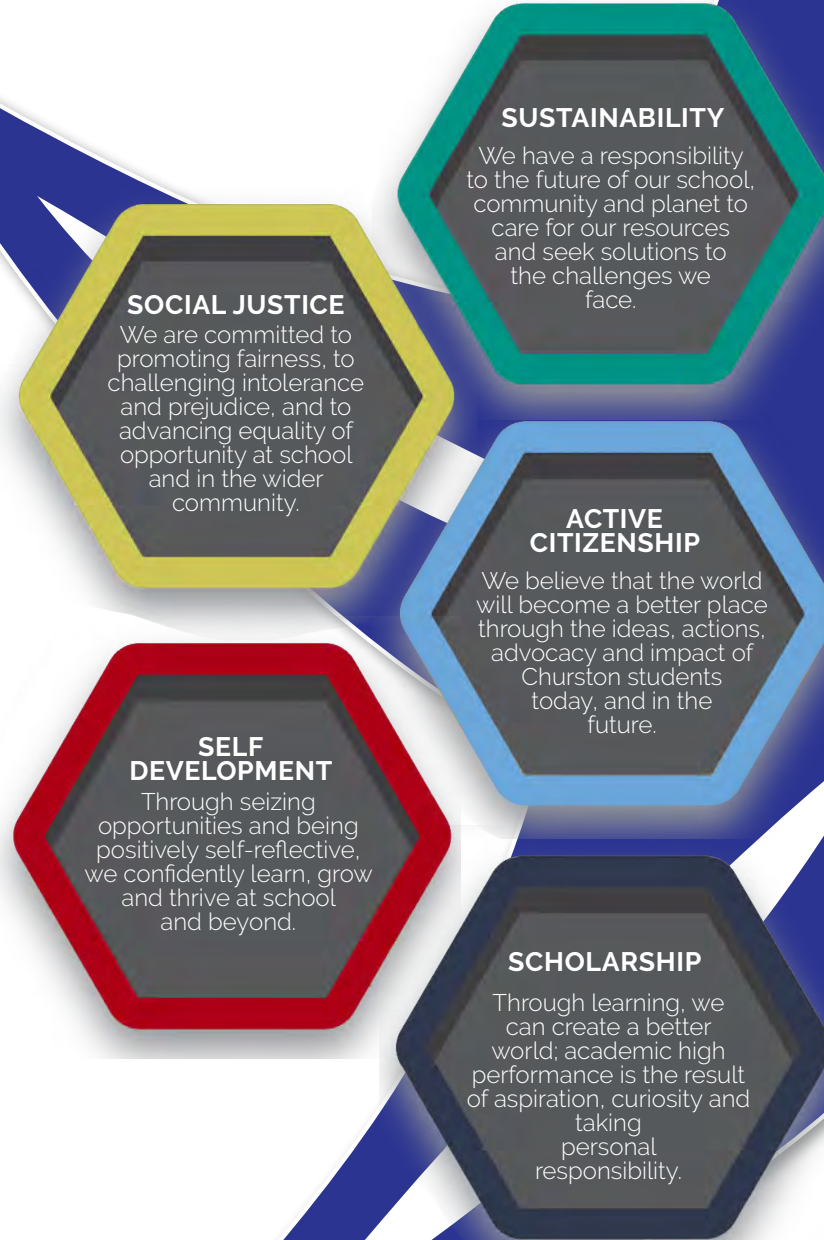 SUSTAINABILITY
We have a responsibility
to the future of our school,
community and planet to
care for our resources
and seek solutions to
the challenges we
face.
SOCIAL JUSTICE
We are committed to
promoting fairness, to
challenging intolerance
and prejudice, and to
advancing equality of
opportunity at school
and in the wider
community.
ACTIVE
CITIZENSHIP
We believe that the world
will become a better place
through the ideas, actions,
advocacy and impact of
Churston students
today, and in the
future.
SELF
DEVELOPMENT
Through seizing
opportunities and being
positively self-reflective,
we confidently learn, grow
and thrive at school
and beyond.
SCHOLARSHIP
Through learning, we
can create a better
world; academic high
performance is the result
of aspiration, curiosity and
taking
personal
responsibility.